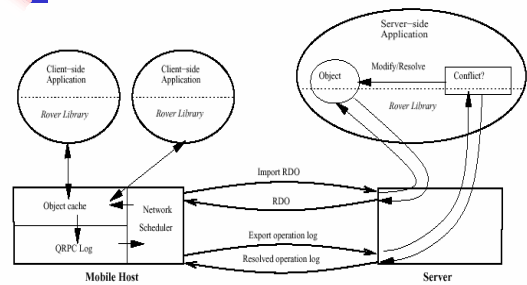 Server-side
Application
Client-side
Application
Client-side
Application
Modify/Resolve
Object
Conflict?
Rover Library
Rover Library
Rover Library
Import RDO
RDO
Object cache
Network
Scheduler
Export operation log
QRPC Log
Resolved operation log
Mobile Host
Server